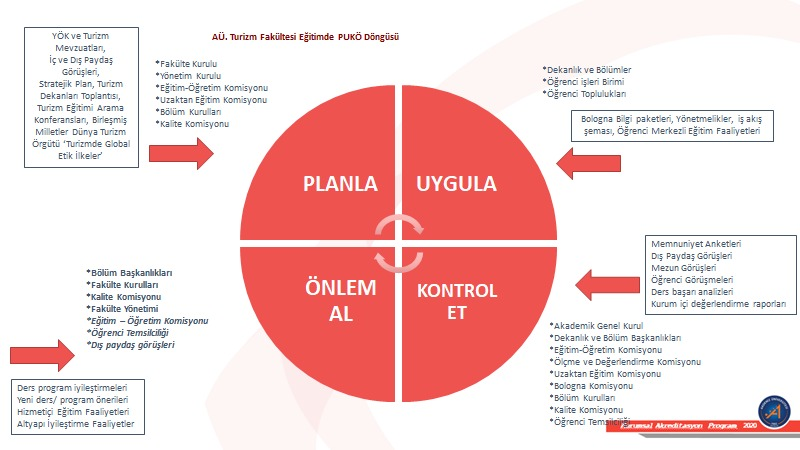 AÜ. Turizm Fakültesi Eğitimde PUKÖ Döngüsü
YÖK ve Turizm
Mevzuatları,
İç ve Dış Paydaş
Görüşleri,
Stratejik Plan, Turizm
Dekanları Toplantısı,
Turizm Eğitimi Arama
Konferansları, Birleşmiş
Milletler Dünya Turizm
Örgütü ‘Turizmde Global
Etik İlkeler’
*Fakülte Kurulu
*Yönetim Kurulu
*Eğitim-Öğretim Komisyonu
*Uzaktan Eğitim Komisyonu
*Bölüm Kurulları
*Kalite Komisyonu
*Dekanlık ve Bölümler
*Öğrenci işleri Birimi
*Öğrenci Toplulukları
Bologna Bilgi paketleri, Yönetmelikler, iş akış
şeması, Öğrenci Merkezli Eğitim Faaliyetleri
PLANLA
UYGULA
ÖNLEM
AL
KONTROL
ET
Memnuniyet Anketleri
Dış Paydaş Görüşleri
Mezun Görüşleri
Öğrenci Görüşmeleri
Ders başarı analizleri
Kurum içi değerlendirme raporları
*Bölüm Başkanlıkları
*Fakülte Kurulları
*Kalite Komisyonu
*Fakülte Yönetimi
*Eğitim – Öğretim Komisyonu
*Öğrenci Temsilciliği
*Dış paydaş görüşleri
Ders program iyileştirmeleri
Yeni ders/ program önerileri
Hizmetiçi Eğitim Faaliyetleri
Altyapı İyileştirme Faaliyetler
*Akademik Genel Kurul
*Dekanlık ve Bölüm Başkanlıkları
*Eğitim-Öğretim Komisyonu
*Ölçme ve Değerlendirme Komisyonu
*Uzaktan Eğitim Komisyonu
*Bologna Komisyonu
*Bölüm Kurulları
*Kalite Komisyonu
*Öğrenci Temsilciliği
Kurumsal Akreditasyon Program 2020